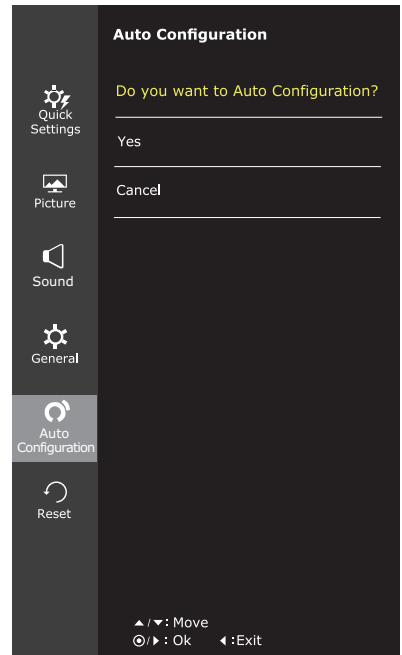 Auto Configuration
Do you want to Auto Configuration?
Yes
Cancel
Quick
Settings
Picture
Sound
General
Auto
Configuration
Reset
▲/▼: Move
⦿/▶ : Ok ◀ :Exit